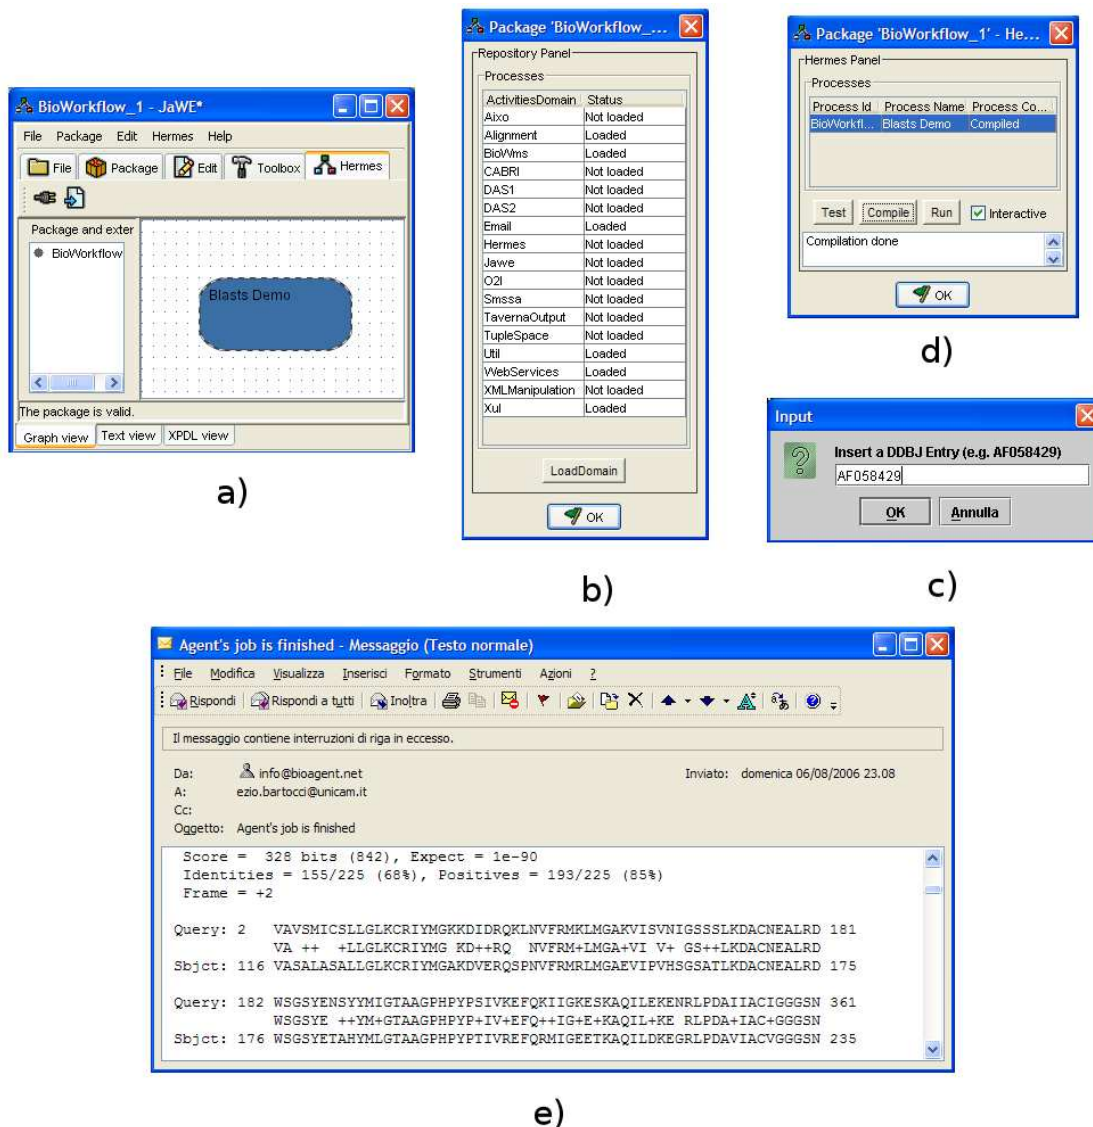 BioWorkflow_1 - JaWE*
File Package Edit Hermes Help
File Package Edit Toolbox Hermes
Package and exter
BioWorkflow
Blasts Demo
The package is valid.
Graph view Text view XPDL view
a)
Package 'BioWorkflow_...
Repository Panel
Processes
ActivitiesDomain Status
Aixo Not loaded
Alignment Loaded
BioWms Loaded
CABRI Not loaded
DAS1 Not loaded
DAS2 Not loaded
Email Loaded
Hermes Not loaded
Jawe Not loaded
O2I Not loaded
Smssa Not loaded
TavernaOutput Not loaded
TupleSpace Not loaded
Util Loaded
WebServices Loaded
XMLManipulation Not loaded
Xul Loaded
LoadDomain
OK
b)
Package 'BioWorkflow_1' - He...
Hermes Panel
Processes
Process Id Process Name Process Co...
BioWorkfl... Blasts Demo Compiled
Test Compile Run Interactive
Compilation done
OK
d)
Input
Insert a DDBJ Entry (e.g. AF058429)
AF058429
OK Annulla
c)
Agent's job is finished - Messaggio (Testo normale)
File Modifica Visualizza Inserisci Formato Strumenti Azioni ?
Rispondi Rispondi a tutti Inoltra
Il messaggio contiene interruzioni di riga in eccesso.
Da: info@bioagent.net Inviato: domenica 06/08/2006 23.08
A: ezio.bartocci@unicam.it
Cc:
Oggetto: Agent's job is finished
Score = 328 bits (842), Expect = 1e-90
Identities = 155/225 (68%), Positives = 193/225 (85%)
Frame = +2
Query: 2 VAVSMICSLLGLKCRIYMGKKDIDRQKLNVFRMKLMGAKVISVNIGSSSLKDACNEALRD 181
VA ++ +LLGLKCRIYMG KD++RQ NVFRM+LMGA+VI V+ GS++LKDACNEALRD
Sbjct: 116 VASALASALLGLKCRIYMGAKDVERQSPNVFRMRLMGAEVIPVHSGSATLKDACNEALRD 175
Query: 182 WSGSYENSYYMIGTAAGPHPYPSIVKEFQKIIGKESKAQILEKENRLPDAIIACIGGGSN 361
WSGSYE ++YM+GTAAGPHPYP+IV+EFQ++IG+E+KAQIL+KE RLPDA+IAC+GGGSN
Sbjct: 176 WSGSYETAHYMLGTAAGPHPYPTIVREFQRMIGEETKAQILDKEGRLPDAVIACVGGGSN 235
e)